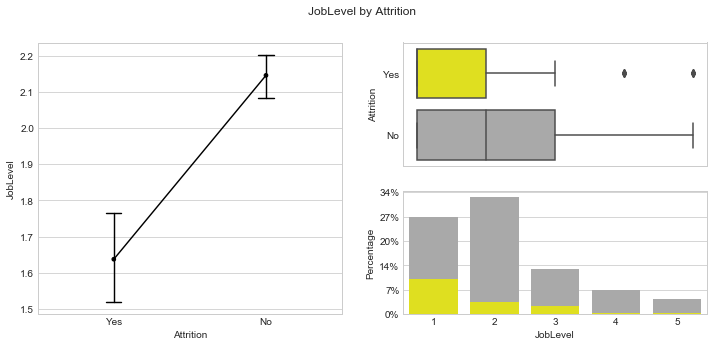 JobLevel by Attrition
2.2
2.1
2.0
1.9
1.8
1.7
1.6
1.5
JobLevel
Yes
No
Attrition
Yes
No
Attrition
34%
27%
20%
14%
7%
0%
Percentage
1
2
3
4
5
JobLevel